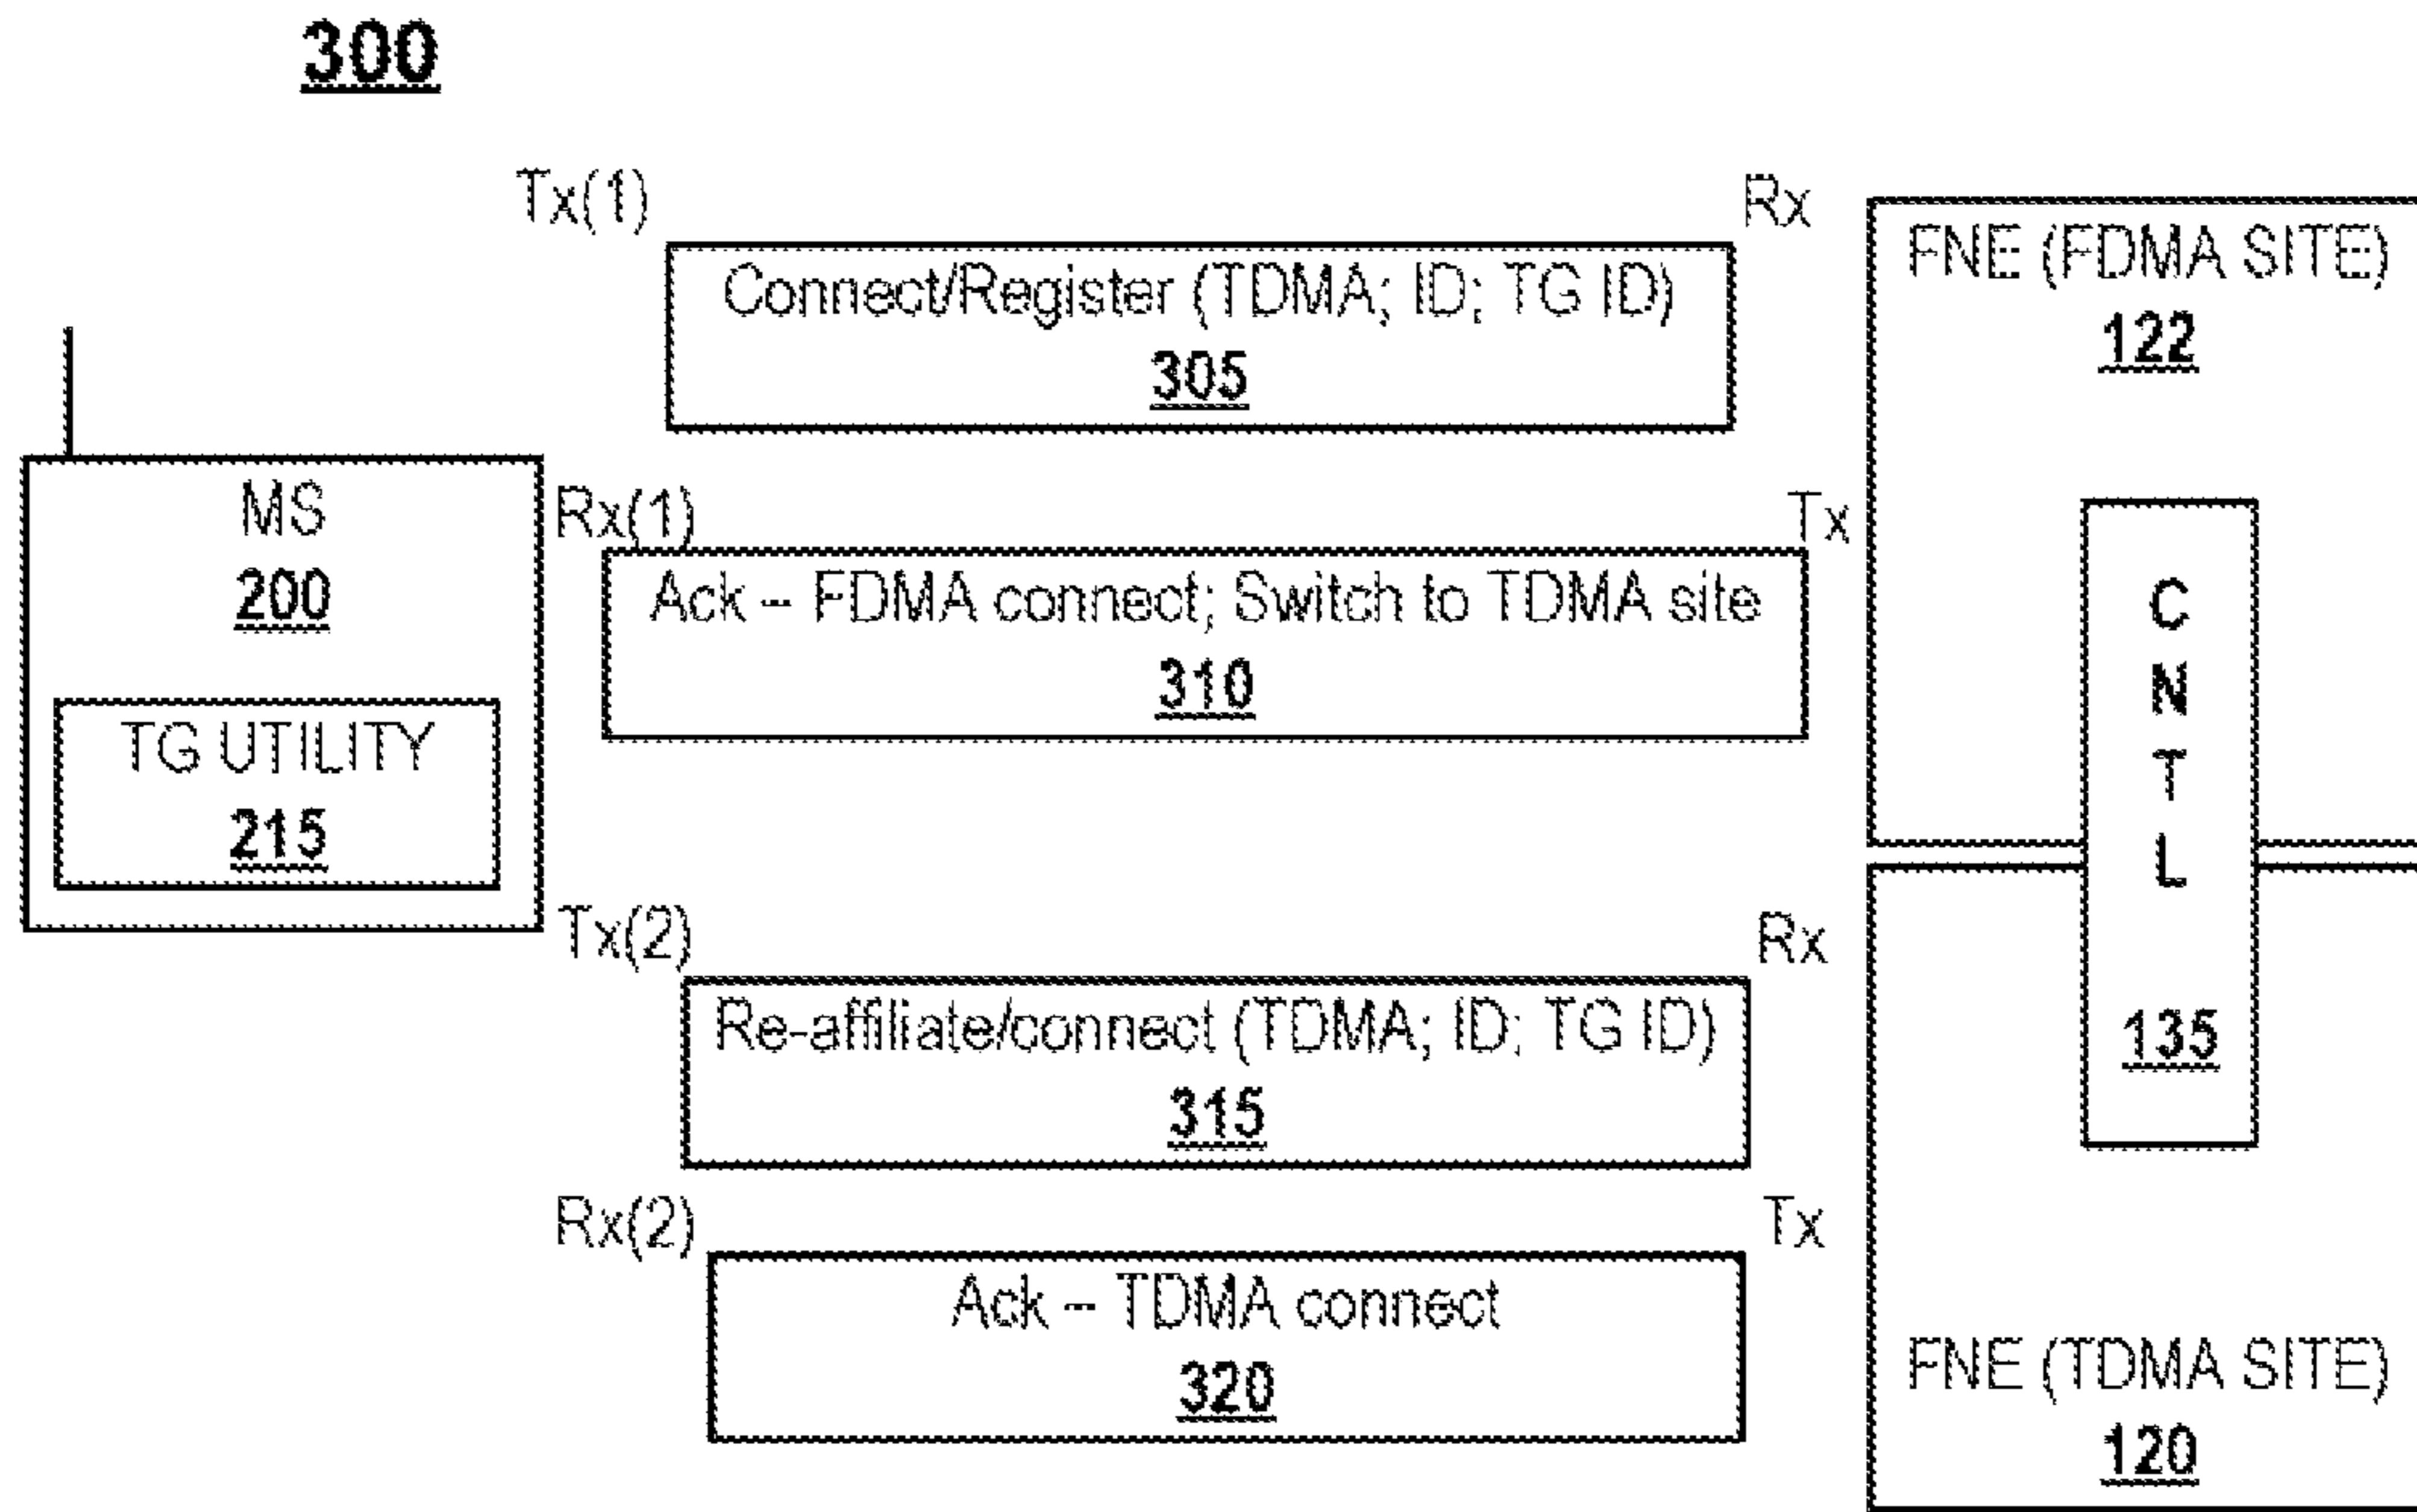 300
Tx(1)
Rx
Connect/Register (TDMA; ID; TG ID)
305
FNE (FDMA SITE)
122
MS
200
TG UTILITY
215
Rx(1)
Tx
Ack -- FDMA connect; Switch to TDMA site
310
C
N
T
L
135
Tx(2)
Rx
Re-affiliate/connect (TDMA; ID; TG ID)
315
Rx(2)
Tx
Ack -- TDMA connect
320
FNE (TDMA SITE)
120